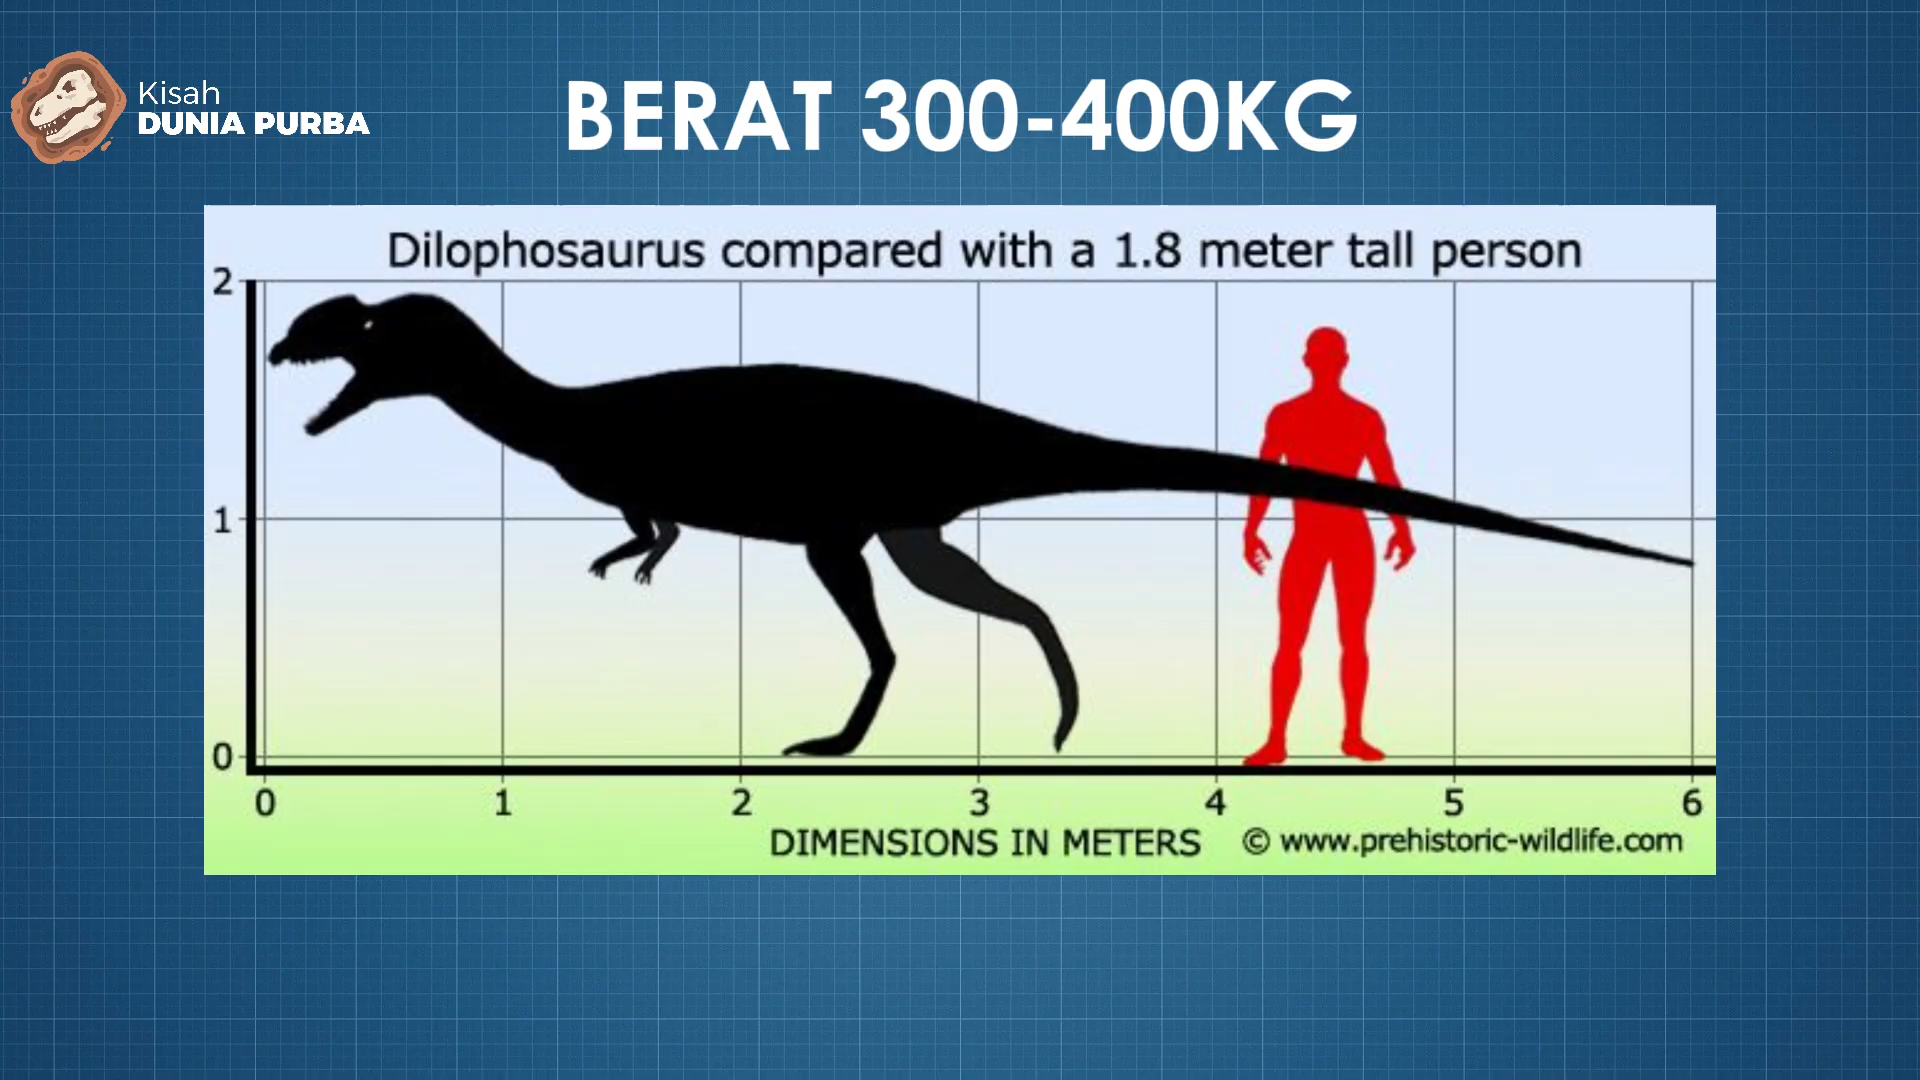 Kisah
DUNIA PURBA
BERAT 300-400KG
Dilophosaurus compared with a 1.8 meter tall person
2
1
0
0 1 2 3 4 5 6
DIMENSIONS IN METERS © www.prehistoric-wildlife.com